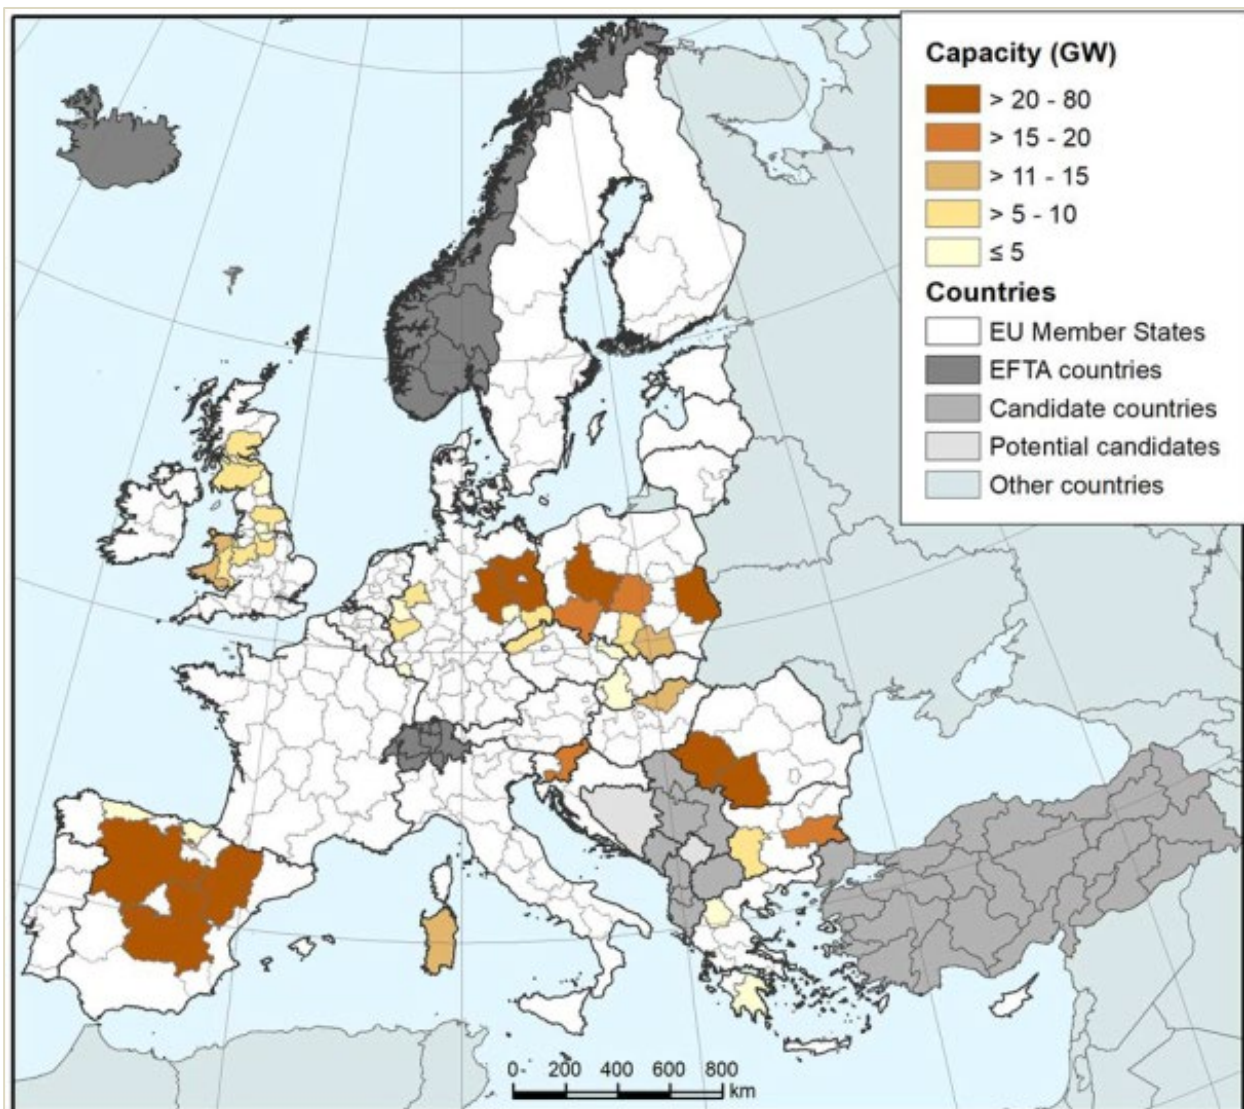 Capacity (GW)
> 20 - 80
> 15 - 20
> 11 - 15
> 5 - 10
≤ 5
Countries
EU Member States
EFTA countries
Candidate countries
Potential candidates
Other countries
0 200 400 600 800
km